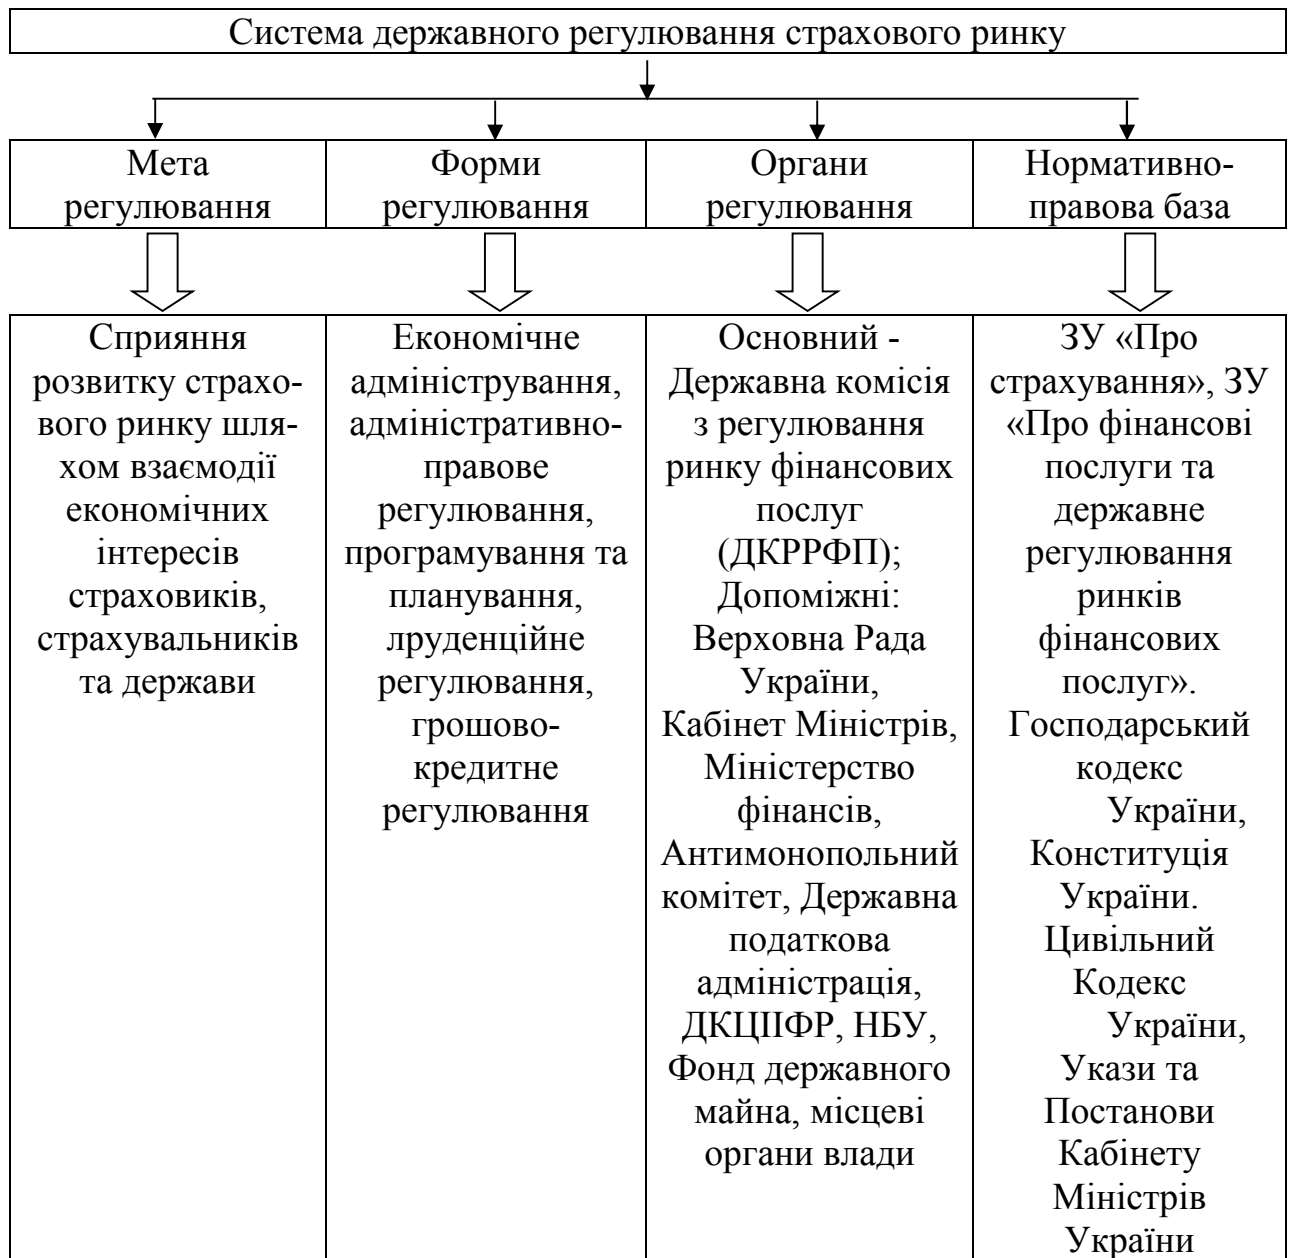 Система державного регулювання страхового ринку
Мета
регулювання
Форми
регулювання
Органи
регулювання
Нормативно-
правова база
Сприяння
розвитку страхо-
вого ринку шля-
хом взаємодії
економічних
інтересів
страховиків,
страхувальників
та держави
Економічне
адміністрування,
адміністративно-
правове
регулювання,
програмування та
планування,
лруденційне
регулювання,
грошово-
кредитне
регулювання
Основний -
Державна комісія
з регулювання
ринку фінансових
послуг
(ДКРРФП);
Допоміжні:
Верховна Рада
України,
Кабінет Міністрів,
Міністерство
фінансів,
Антимонопольний
комітет, Державна
податкова
адміністрація,
ДКЦІІФР, НБУ,
Фонд державного
майна, місцеві
органи влади
ЗУ «Про
страхування», ЗУ
«Про фінансові
послуги та
державне
регулювання
ринків
фінансових
послуг».
Господарський
кодекс
України,
Конституція
України.
Цивільний
Кодекс
України,
Укази та
Постанови
Кабінету
Міністрів
України